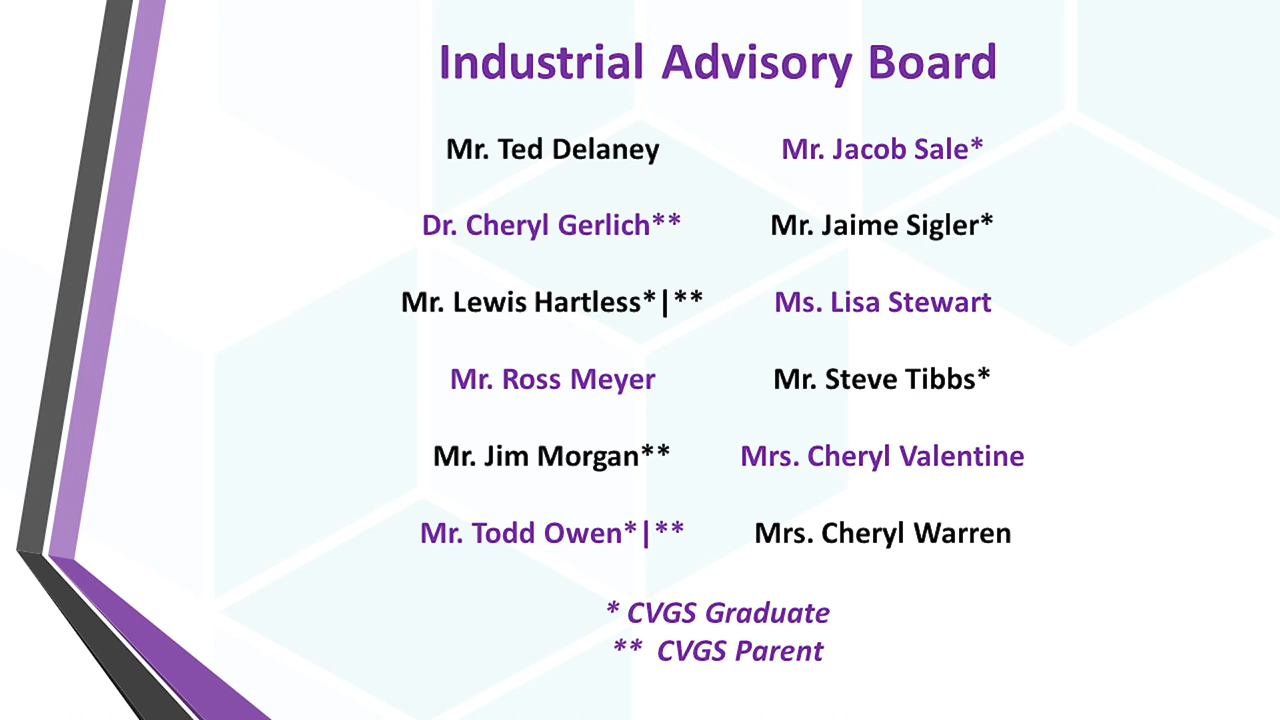 Industrial Advisory Board
Mr. Ted Delaney
Mr. Jacob Sale*
Dr. Cheryl Gerlich**
Mr. Jaime Sigler*
Mr. Lewis Hartless*|**
Ms. Lisa Stewart
Mr. Ross Meyer
Mr. Steve Tibbs*
Mr. Jim Morgan**
Mrs. Cheryl Valentine
Mr. Todd Owen*|**
Mrs. Cheryl Warren
* CVGS Graduate
** CVGS Parent